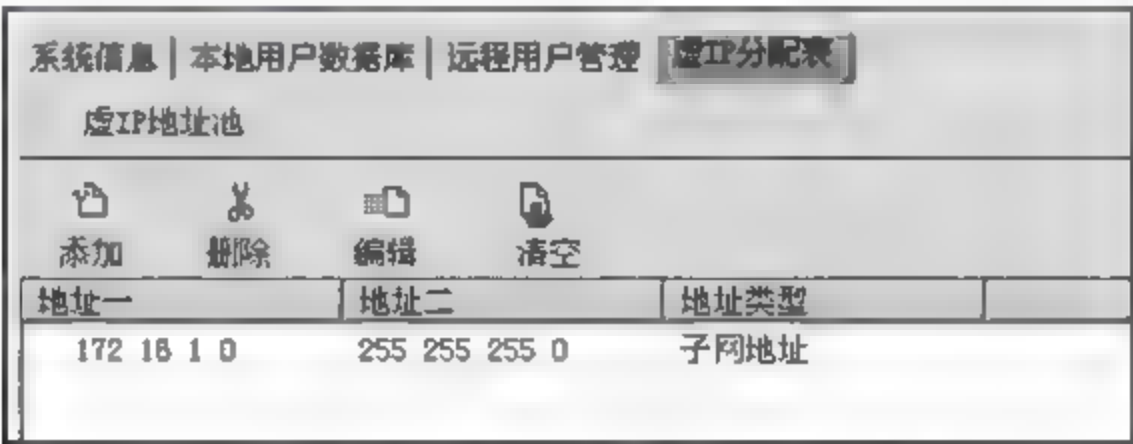 系统信息 | 本地用户数据库 | 远程用户管理 [虚IP分配表]
虚IP地址池
添加 删除 编辑 清空
地址一 地址二 地址类型
172 16 1 0 255 255 255 0 子网地址